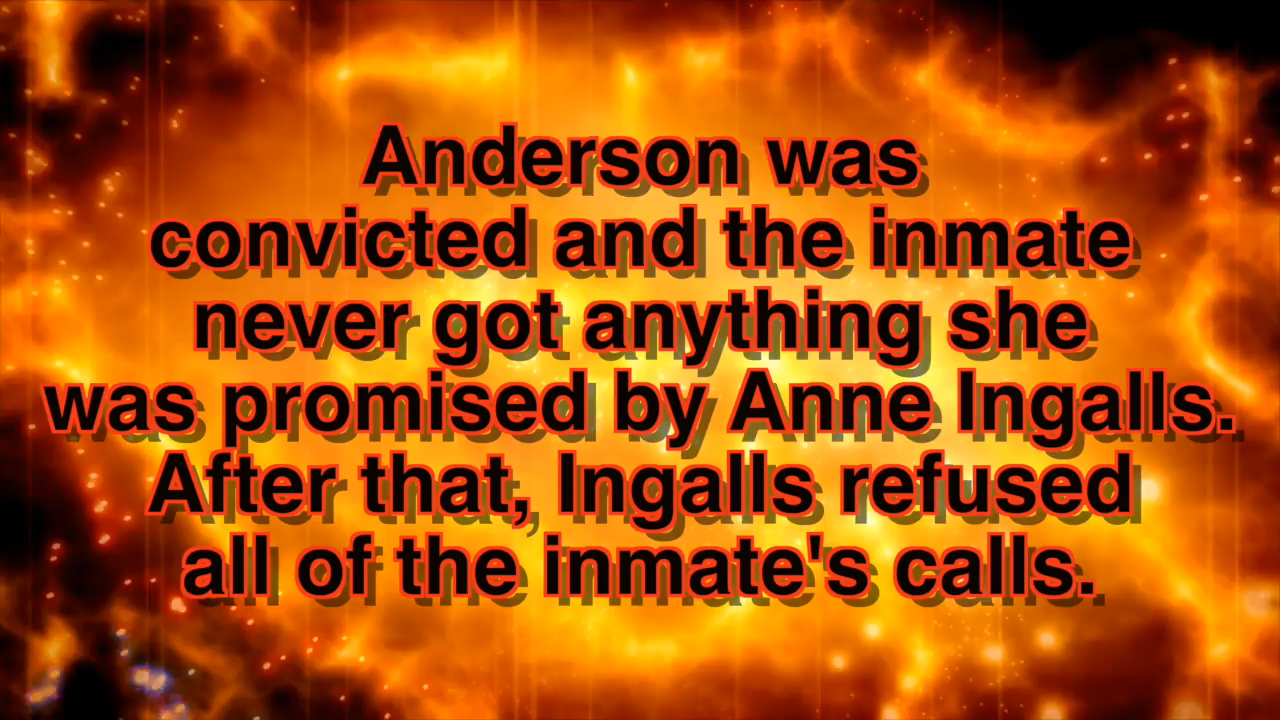 Anderson was
convicted and the inmate
never got anything she
was promised by Anne Ingalls.
After that, Ingalls refused
all of the inmate's calls.